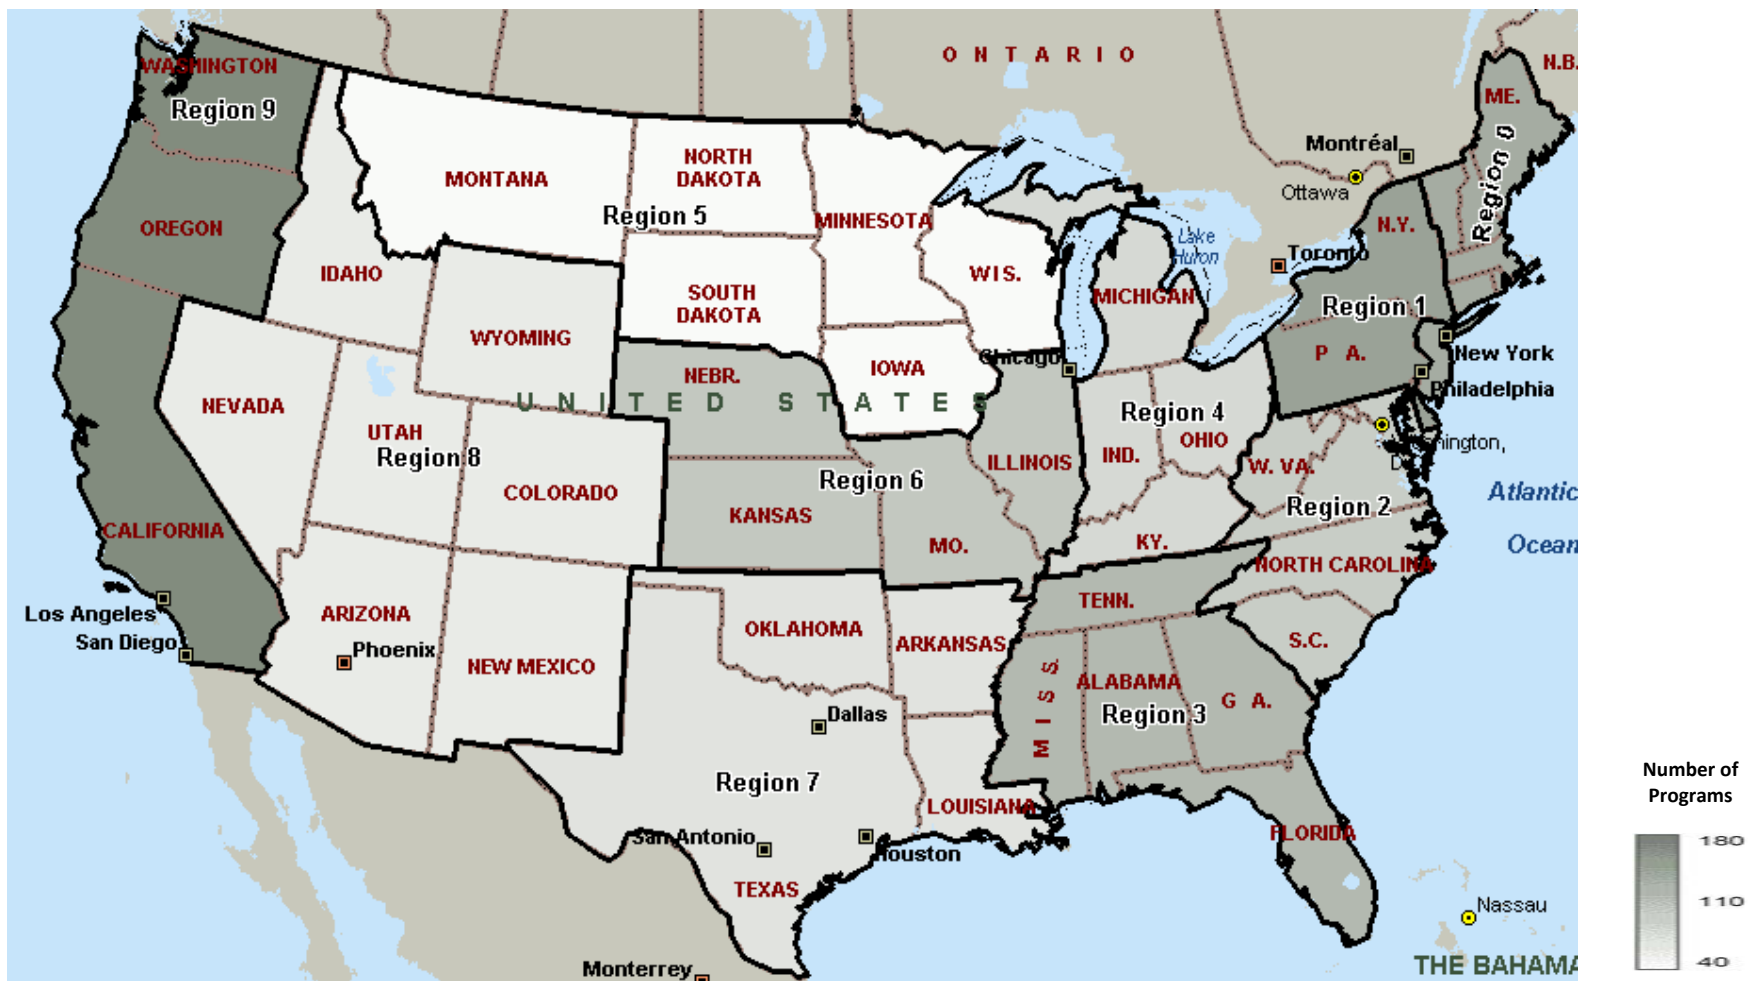 ONTARIO
N.B.
WASHINGTON
Region 9
ME.
Montréal
Region 0
NORTH
DAKOTA
MONTANA
Ottawa
Region 5
MINNESOTA
N.Y.
OREGON
Lake
Huron
Toronto
IDAHO
WIS.
SOUTH
DAKOTA
MICHIGAN
Region 1
WYOMING
New York
Chicago
P A.
IOWA
NEBR.
Philadelphia
UNITED STATES
NEVADA
Region 4
UTAH
OHIO
Region 8
IND.
ILLINOIS
W. VA.
Region 6
COLORADO
Atlantic
Ocean
Region 2
KANSAS
CALIFORNIA
MO.
KY.
NORTH CAROLINA
TENN.
Los Angeles
ARIZONA
OKLAHOMA
San Diego
Phoenix
ARKANSAS
S.C.
NEW MEXICO
MISS.
ALABAMA
G A.
Dallas
Region 3
Region 7
LOUISIANA
San Antonio
Houston
FLORIDA
TEXAS
Nassau
Monterrey
THE BAHAMA
Number of
Programs
180
110
40